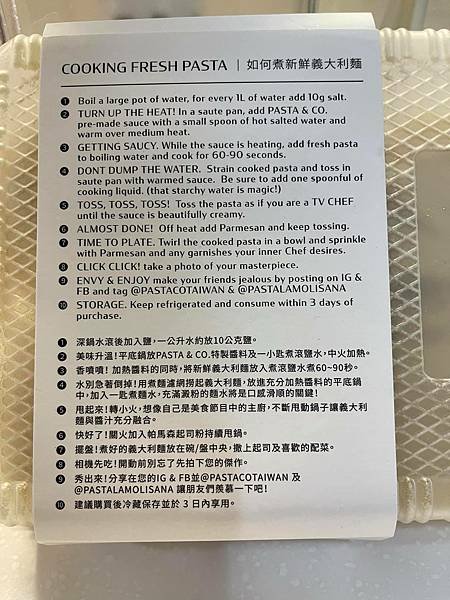 COOKING FRESH PASTA | 如何煮新鮮義大利麵
1 Boil a large pot of water, for every 1L of water add 10g salt.
2 TURN UP THE HEAT! In a saute pan, add PASTA & CO.
pre-made sauce with a small spoon of hot salted water and
warm over medium heat.
3 GETTING SAUCY. While the sauce is heating, add fresh pasta
to boiling water and cook for 60-90 seconds.
4 DONT DUMP THE WATER. Strain cooked pasta and toss in
saute pan with warmed sauce. Be sure to add one spoonful of
cooking liquid. (that starchy water is magic!)
5 TOSS, TOSS, TOSS! Toss the pasta as if you are a TV CHEF
until the sauce is beautifully creamy.
6 ALMOST DONE! Off heat add Parmesan and keep tossing.
7 TIME TO PLATE. Twirl the cooked pasta in a bowl and sprinkle
with Parmesan and any garnishes your inner Chef desires.
8 CLICK CLICK! take a photo of your masterpiece.
9 ENVY & ENJOY make your friends jealous by posting on IG &
FB and tag @PASTACOTAIWAN & @PASTALAMOLISANA
10 STORAGE. Keep refrigerated and consume within 3 days of
purchase.
1 深鍋水滾後加入鹽，一公升水約放10公克鹽。
2 美味升溫!平底鍋放PASTA & CO.特製醬料及一小匙煮滾鹽水，中火加熱。
3 香噴噴! 加熱醬料的同時，將新鮮義大利麵放入煮滾鹽水煮60~90秒。
4 水別急著倒掉!用煮麵濾網撈起義大利麵，放進充分加熱醬料的平底鍋
中，加入一匙煮麵水，充滿澱粉的麵水將是口感滑順的關鍵!
5 甩起來!轉小火，想像自己是美食節目中的主廚，不斷甩動鍋子讓義大利
麵與醬汁充分融合。
6 快好了!關火加入帕馬森起司粉持續甩鍋。
7 擺盤!煮好的義大利麵放在碗/盤中央，撒上起司及喜歡的配菜。
8 相機先吃! 開動前別忘了先拍下您的傑作。
9 秀出來!分享在您的IG & FB並@PASTACOTAIWAN 及
@PASTALAMOLISANA 讓朋友們羨慕一下吧!
10 建議購買後冷藏保存並於 3 日內享用。